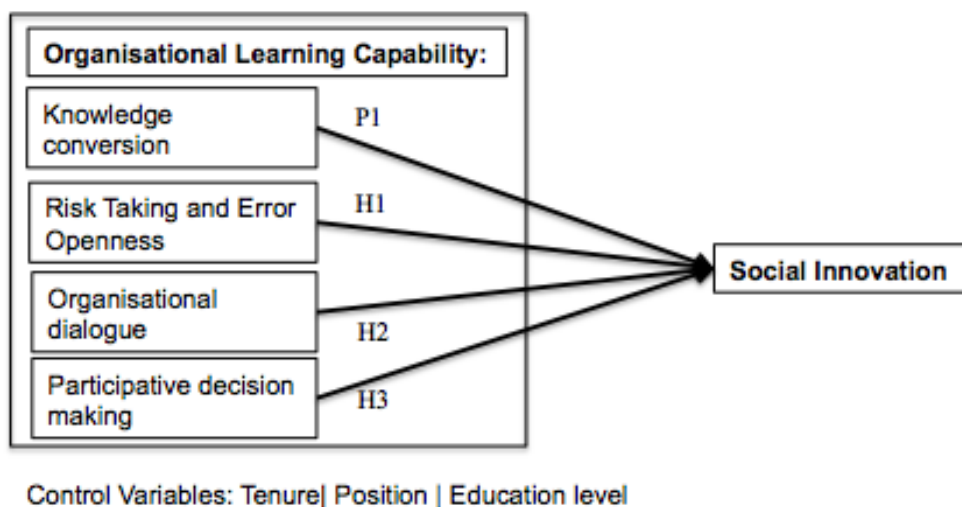 Organisational Learning Capability:
Knowledge
conversion
P1
Risk Taking and Error
Openness
H1
Organisational
dialogue
H2
Participative decision
making
H3
Social Innovation
Control Variables: Tenure| Position | Education level